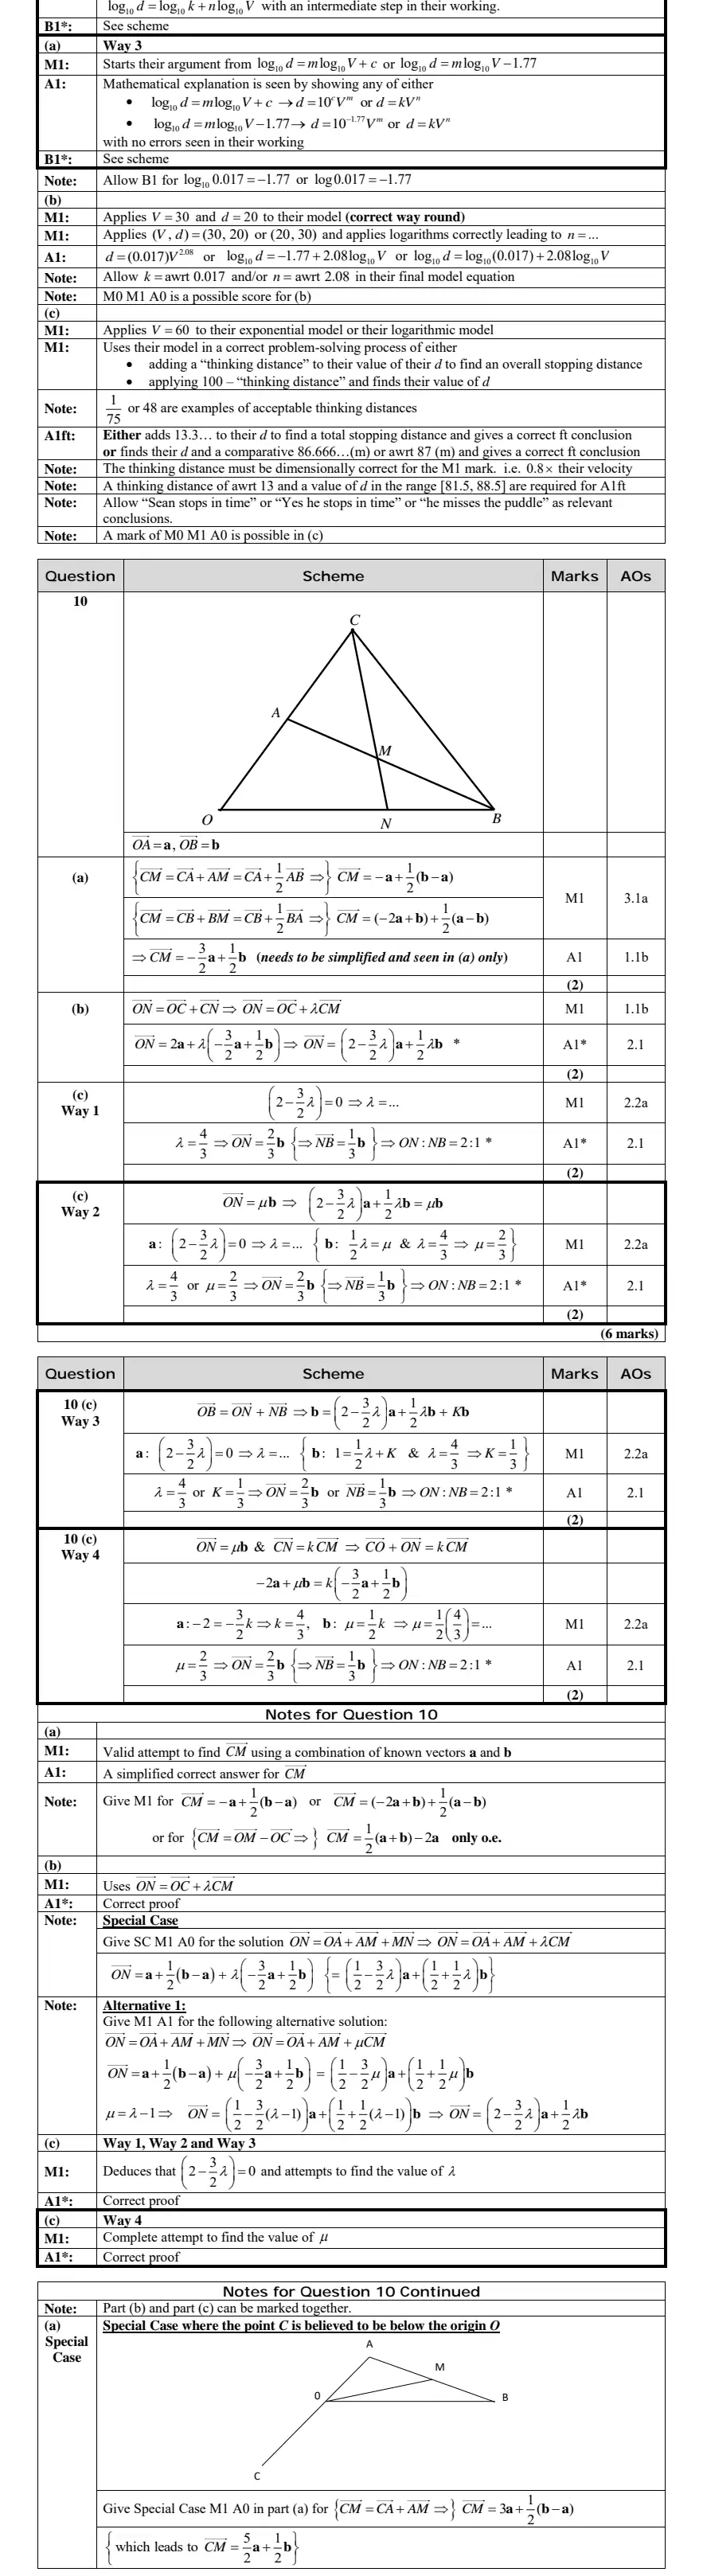 log₁₀ d = log₁₀ k + n log₁₀ V with an intermediate step in their working.
B1*: See scheme
(a) Way 3
M1: Starts their argument from log₁₀ d = m log₁₀ V + c or log₁₀ d = m log₁₀ V − 1.77
A1: Mathematical explanation is seen by showing any of either
• log₁₀ d = m log₁₀ V + c → d = 10ᶜVᵐ or d = kVⁿ
• log₁₀ d = m log₁₀ V − 1.77 → d = 10^(−1.77) Vᵐ or d = kVⁿ
with no errors seen in their working
B1*: See scheme
Note: Allow B1 for log₁₀ 0.017 = −1.77 or log 0.017 = −1.77
(b)
M1: Applies V = 30 and d = 20 to their model (correct way round)
M1: Applies (V, d) = (30, 20) or (20, 30) and applies logarithms correctly leading to n = ...
A1: d = (0.017)V^2.08 or log₁₀ d = −1.77 + 2.08 log₁₀ V or log₁₀ d = log₁₀(0.017) + 2.08 log₁₀ V
Note: Allow k = awrt 0.017 and/or n = awrt 2.08 in their final model equation
Note: M0 M1 A0 is a possible score for (b)
(c)
M1: Applies V = 60 to their exponential model or their logarithmic model
M1: Uses their model in a correct problem-solving process of either
• adding a “thinking distance” to their value of their d to find an overall stopping distance
• applying 100 – “thinking distance” and finds their value of d
Note: 1/75 or 48 are examples of acceptable thinking distances
A1ft: Either adds 13.3… to their d to find a total stopping distance and gives a correct ft conclusion
or finds their d and a comparative 86.666…(m) or awrt 87 (m) and gives a correct ft conclusion
Note: The thinking distance must be dimensionally correct for the M1 mark. i.e. 0.8× their velocity
Note: A thinking distance of awrt 13 and a value of d in the range [81.5, 88.5] are required for A1ft
Note: Allow “Sean stops in time” or “Yes he stops in time” or “he misses the puddle” as relevant
conclusions.
Note: A mark of M0 M1 A0 is possible in (c)
Question Scheme Marks AOs
10
C
A
M
O N B
OA = a, OB = b
(a) {CM = CA + AM = CA + 1/2 AB ⇒} CM = −a + 1/2(b − a)
M1 3.1a
{CM = CB + BM = CB + 1/2 BA ⇒} CM = (−2a + b) + 1/2(a − b)
⇒ CM = −3/2 a + 1/2 b (needs to be simplified and seen in (a) only) A1 1.1b
(2)
(b) ON = OC + CN ⇒ ON = OC + λCM M1 1.1b
ON = 2a + λ(−3/2 a + 1/2 b) ⇒ ON = (2 − 3/2 λ)a + 1/2 λb * A1* 2.1
(2)
(c) Way 1 (2 − 3/2 λ) = 0 ⇒ λ = ... M1 2.2a
λ = 4/3 ⇒ ON = 2/3 b {⇒ NB = 1/3 b} ⇒ ON : NB = 2:1 * A1* 2.1
(2)
(c) Way 2 ON = μb ⇒ (2 − 3/2 λ)a + 1/2 λb = μb
a: (2 − 3/2 λ) = 0 ⇒ λ = ... {b: 1/2 λ = μ & λ = 4/3 ⇒ μ = 2/3} M1 2.2a
λ = 4/3 or μ = 2/3 ⇒ ON = 2/3 b {⇒ NB = 1/3 b} ⇒ ON : NB = 2:1 * A1* 2.1
(2)
(6 marks)
Question Scheme Marks AOs
10 (c) Way 3 OB = ON + NB ⇒ b = (2 − 3/2 λ)a + 1/2 λb + Kb
a: (2 − 3/2 λ) = 0 ⇒ λ = ... {b: 1 = 1/2 λ + K & λ = 4/3 ⇒ K = 1/3} M1 2.2a
λ = 4/3 or K = 1/3 ⇒ ON = 2/3 b or NB = 1/3 b ⇒ ON : NB = 2:1 * A1 2.1
(2)
10 (c) Way 4 ON = μb & CN = kCM ⇒ CO + ON = kCM
−2a + μb = k(−3/2 a + 1/2 b)
a: −2 = −3/2 k ⇒ k = 4/3, b: μ = 1/2 k ⇒ μ = 1/2(4/3) = ... M1 2.2a
μ = 2/3 ⇒ ON = 2/3 b {⇒ NB = 1/3 b} ⇒ ON : NB = 2:1 * A1 2.1
(2)
Notes for Question 10
(a)
M1: Valid attempt to find CM using a combination of known vectors a and b
A1: A simplified correct answer for CM
Note: Give M1 for CM = −a + 1/2(b − a) or CM = (−2a + b) + 1/2(a − b)
or for {CM = OM − OC ⇒} CM = 1/2(a + b) − 2a only o.e.
(b)
M1: Uses ON = OC + λCM
A1*: Correct proof
Note: Special Case
Give SC M1 A0 for the solution ON = OA + AM + MN ⇒ ON = OA + AM + λCM
ON = a + 1/2(b − a) + λ(−3/2 a + 1/2 b) {= (1/2 − 3/2 λ)a + (1/2 + 1/2 λ)b}
Note: Alternative 1:
Give M1 A1 for the following alternative solution:
ON = OA + AM + MN ⇒ ON = OA + AM + μCM
ON = a + 1/2(b − a) + μ(−3/2 a + 1/2 b) = (1/2 − 3/2 μ)a + (1/2 + 1/2 μ)b
μ = λ − 1 ⇒ ON = (1/2 − 3/2(λ − 1))a + (1/2 + 1/2(λ − 1))b ⇒ ON = (2 − 3/2 λ)a + 1/2 λb
(c) Way 1, Way 2 and Way 3
M1: Deduces that (2 − 3/2 λ) = 0 and attempts to find the value of λ
A1*: Correct proof
(c) Way 4
M1: Complete attempt to find the value of μ
A1*: Correct proof
Notes for Question 10 Continued
Note: Part (b) and part (c) can be marked together.
(a) Special Case Special Case where the point C is believed to be below the origin O
A
M
0
B
C
Give Special Case M1 A0 in part (a) for {CM = CA + AM ⇒} CM = 3a + 1/2(b − a)
{which leads to CM = 5/2 a + 1/2 b}